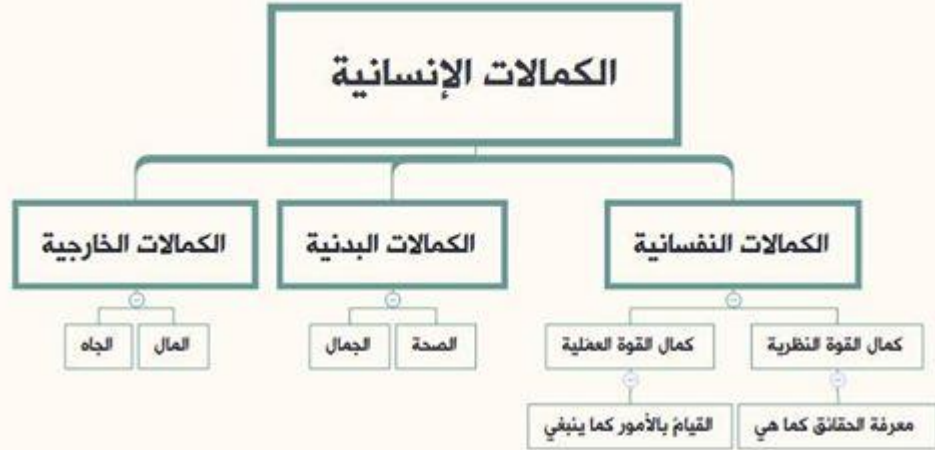 الكمالات الإنسانية
الكمالات النفسانية
الكمالات البدنية
الكمالات الخارجية
كمال القوة النظرية
كمال القوة العملية
الصحة
الجمال
المال
الجاه
معرفة الحقائق كما هي
القيام بالأمور كما ينبغي